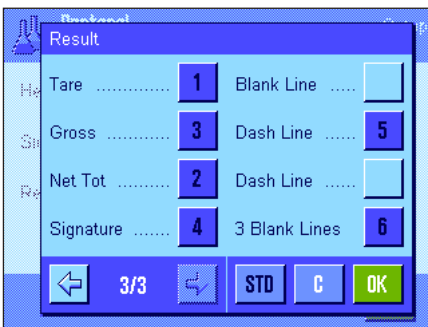 Result
Tare ............. 1 Blank Line .....
Gross ............ 3 Dash Line ...... 5
Net Tot .......... 2 Dash Line ......
Signature ....... 4 3 Blank Lines 6
3/3 STD C OK